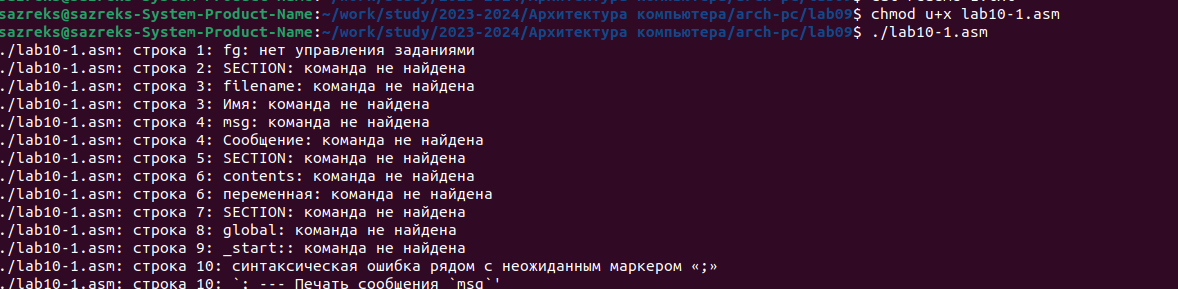 sazreks@sazreks-System-Product-Name:~/work/study/2023-2024/Архитектура компьютера/arch-pc/lab09$ chmod u+x lab10-1.asm
sazreks@sazreks-System-Product-Name:~/work/study/2023-2024/Архитектура компьютера/arch-pc/lab09$ ./lab10-1.asm
./lab10-1.asm: строка 1: fg: нет управления заданиями
./lab10-1.asm: строка 2: SECTION: команда не найдена
./lab10-1.asm: строка 3: filename: команда не найдена
./lab10-1.asm: строка 3: Имя: команда не найдена
./lab10-1.asm: строка 4: msg: команда не найдена
./lab10-1.asm: строка 4: Сообщение: команда не найдена
./lab10-1.asm: строка 5: SECTION: команда не найдена
./lab10-1.asm: строка 6: contents: команда не найдена
./lab10-1.asm: строка 6: переменная: команда не найдена
./lab10-1.asm: строка 7: SECTION: команда не найдена
./lab10-1.asm: строка 8: global: команда не найдена
./lab10-1.asm: строка 9: _start:: команда не найдена
./lab10-1.asm: строка 10: синтаксическая ошибка рядом с неожиданным маркером «;»
./lab10-1.asm: строка 10: `; --- Печать сообщения `msg`'